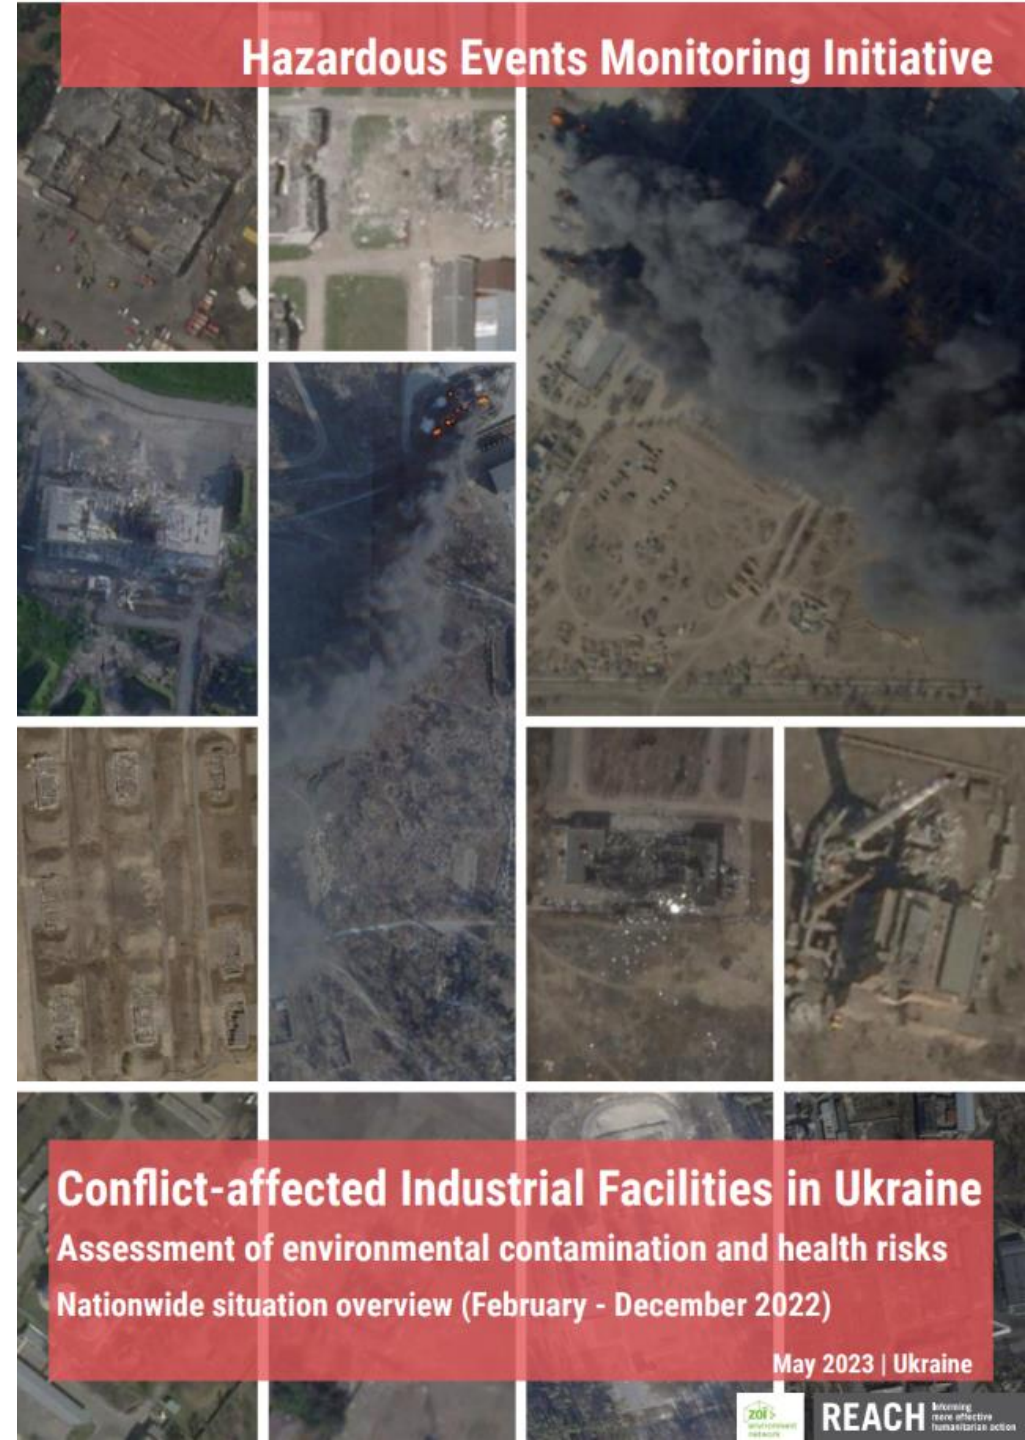 Hazardous Events Monitoring Initiative
Conflict-affected Industrial Facilities in Ukraine
Assessment of environmental contamination and health risks
Nationwide situation overview (February - December 2022)
May 2023 | Ukraine
zoï
environment
network
REACH
Informing
more effective
humanitarian action